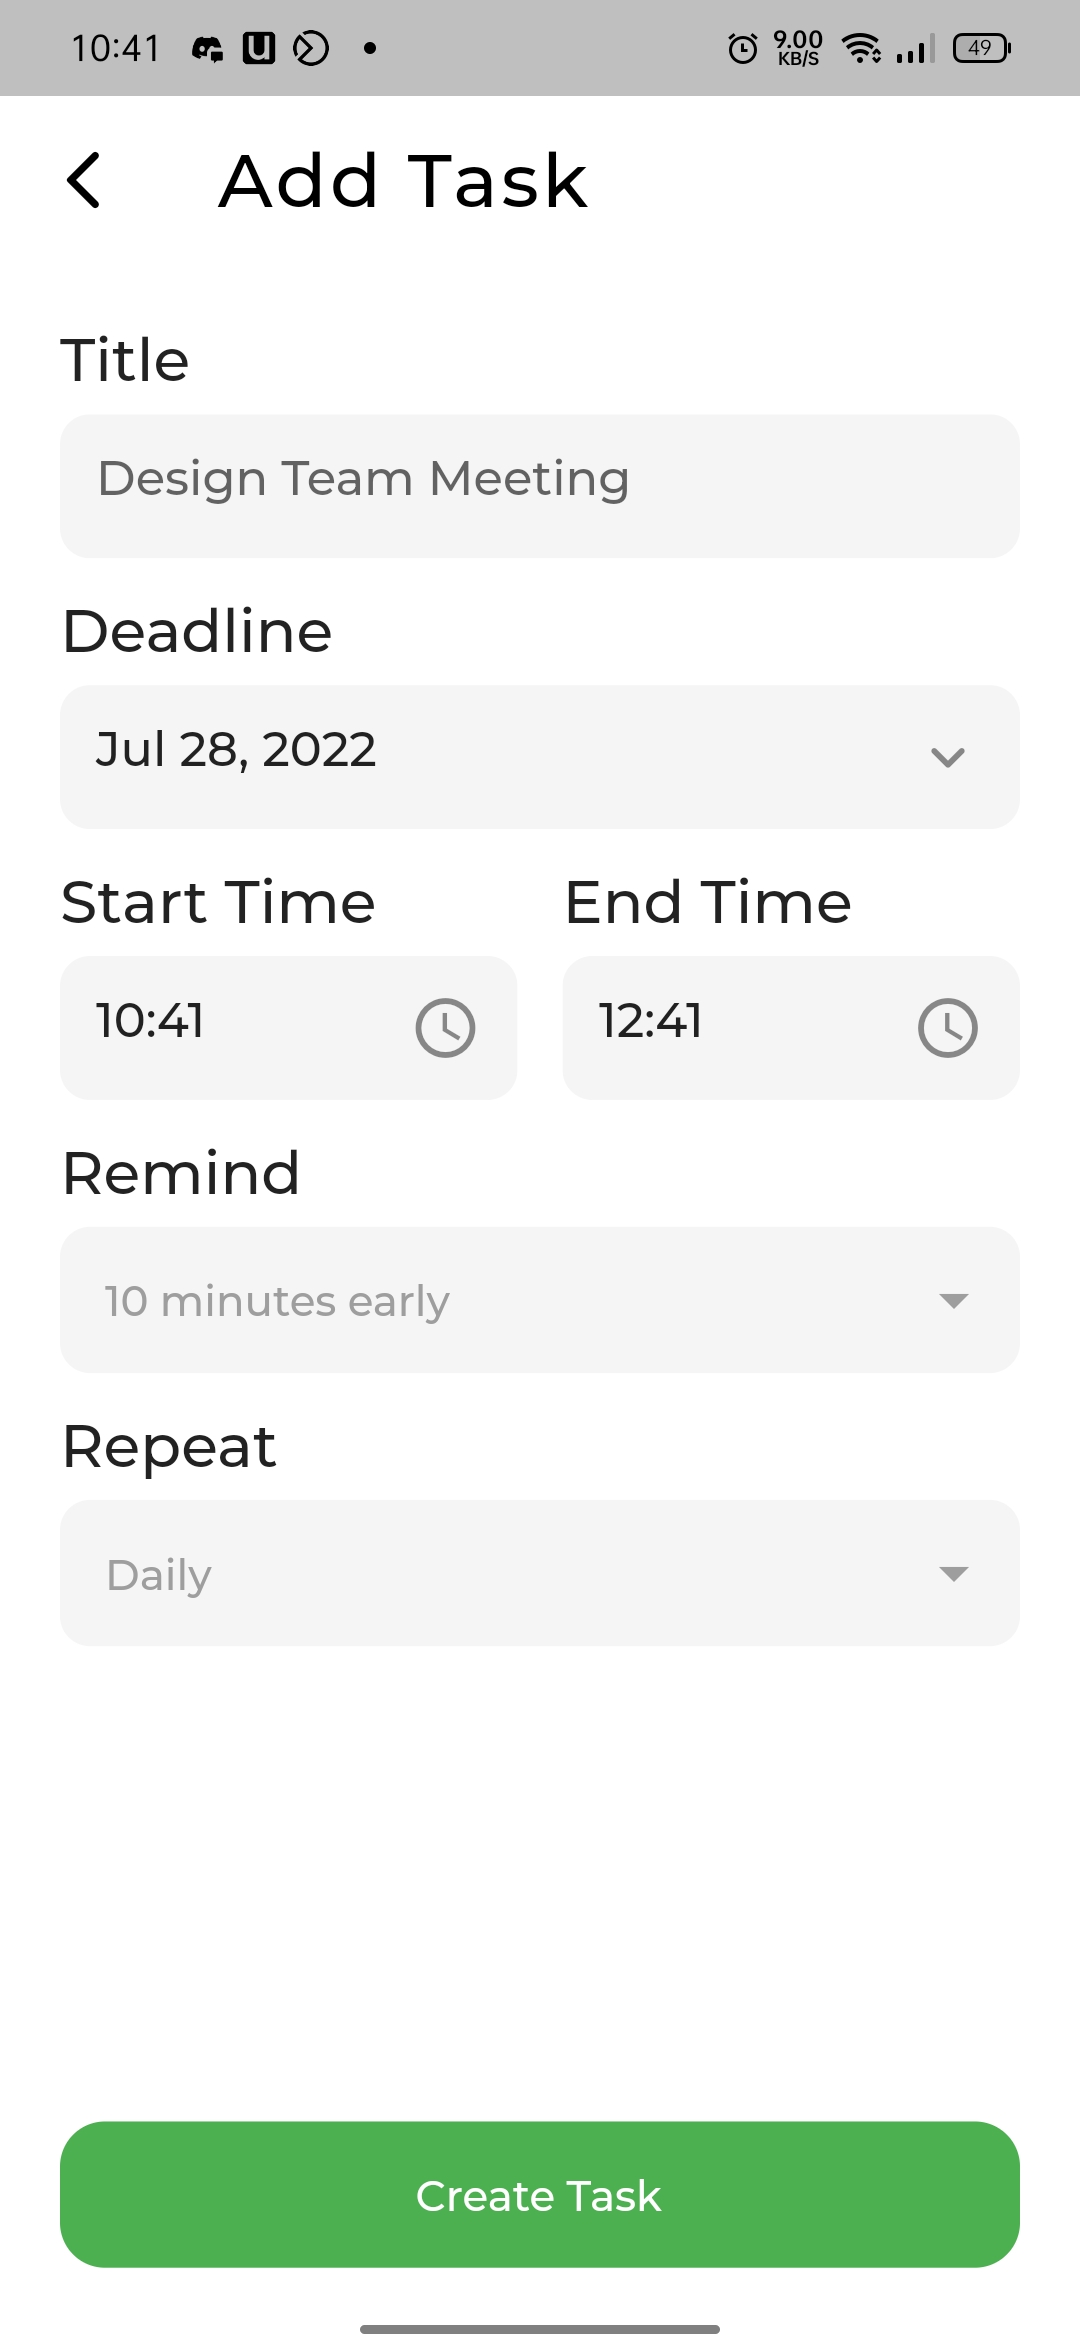 10:41 9.00 KB/S 49
Add Task
Title
Design Team Meeting
Deadline
Jul 28, 2022
Start Time End Time
10:41 12:41
Remind
10 minutes early
Repeat
Daily
Create Task